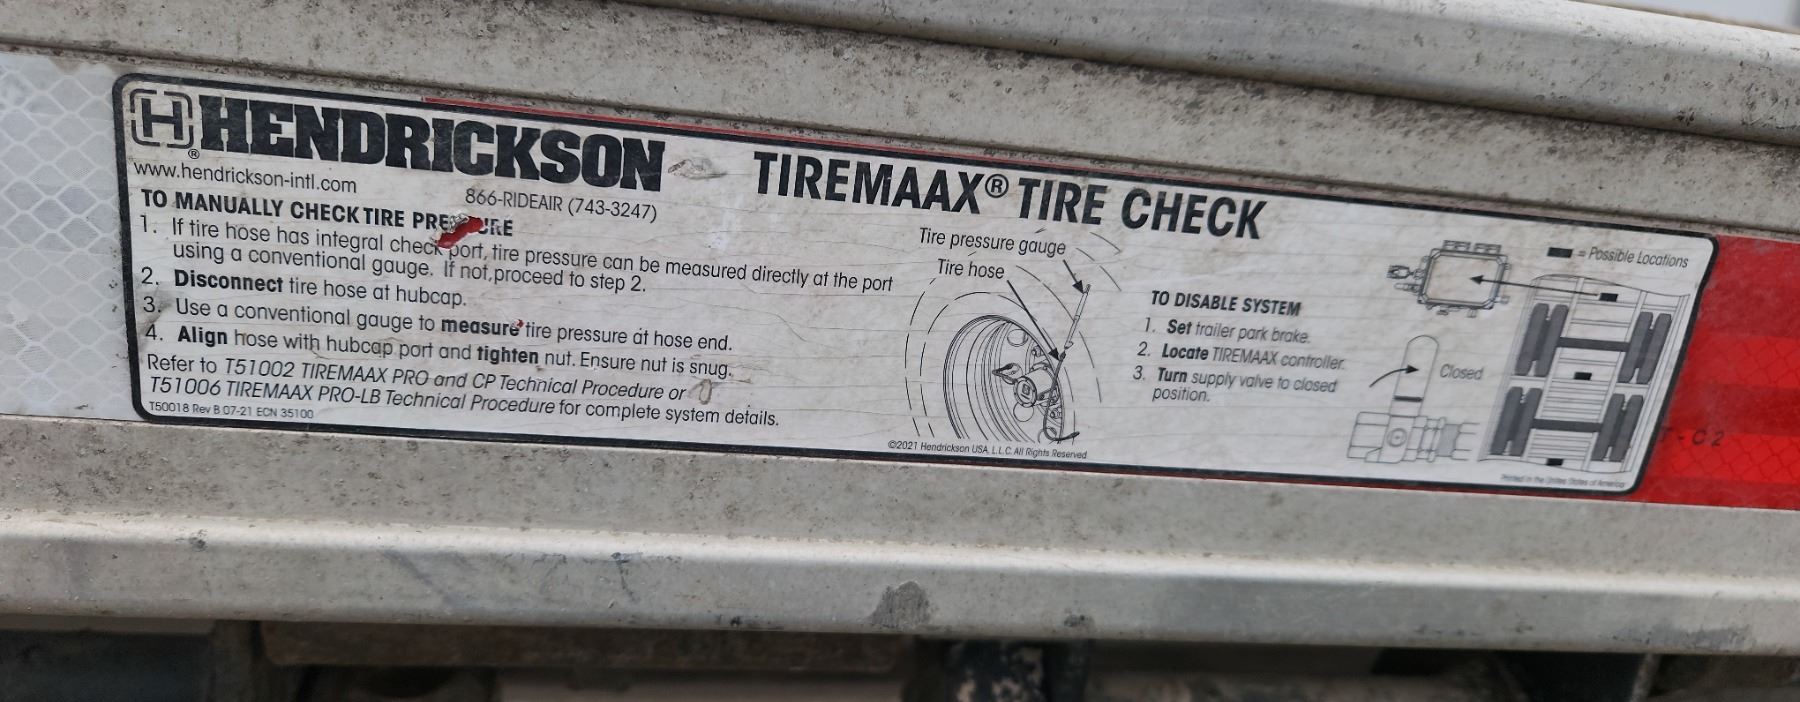 H HENDRICKSON®
www.hendrickson-intl.com
866-RIDEAIR (743-3247)
TIREMAAX® TIRE CHECK
TO MANUALLY CHECK TIRE PRE URE
1. If tire hose has integral check port, tire pressure can be measured directly at the port
using a conventional gauge. If not, proceed to step 2.
2. Disconnect tire hose at hubcap.
3. Use a conventional gauge to measure tire pressure at hose end.
4. Align hose with hubcap port and tighten nut. Ensure nut is snug.
Refer to T51002 TIREMAAX PRO and CP Technical Procedure or
T51006 TIREMAAX PRO-LB Technical Procedure for complete system details.
T50018 Rev B 07-21 ECN 35100
Tire pressure gauge
Tire hose
©2021 Hendrickson USA, L.L.C. All Rights Reserved
TO DISABLE SYSTEM
1. Set trailer park brake.
2. Locate TIREMAAX controller.
3. Turn supply valve to closed
position.
Closed
= Possible Locations
Printed in the United States of America
- C2